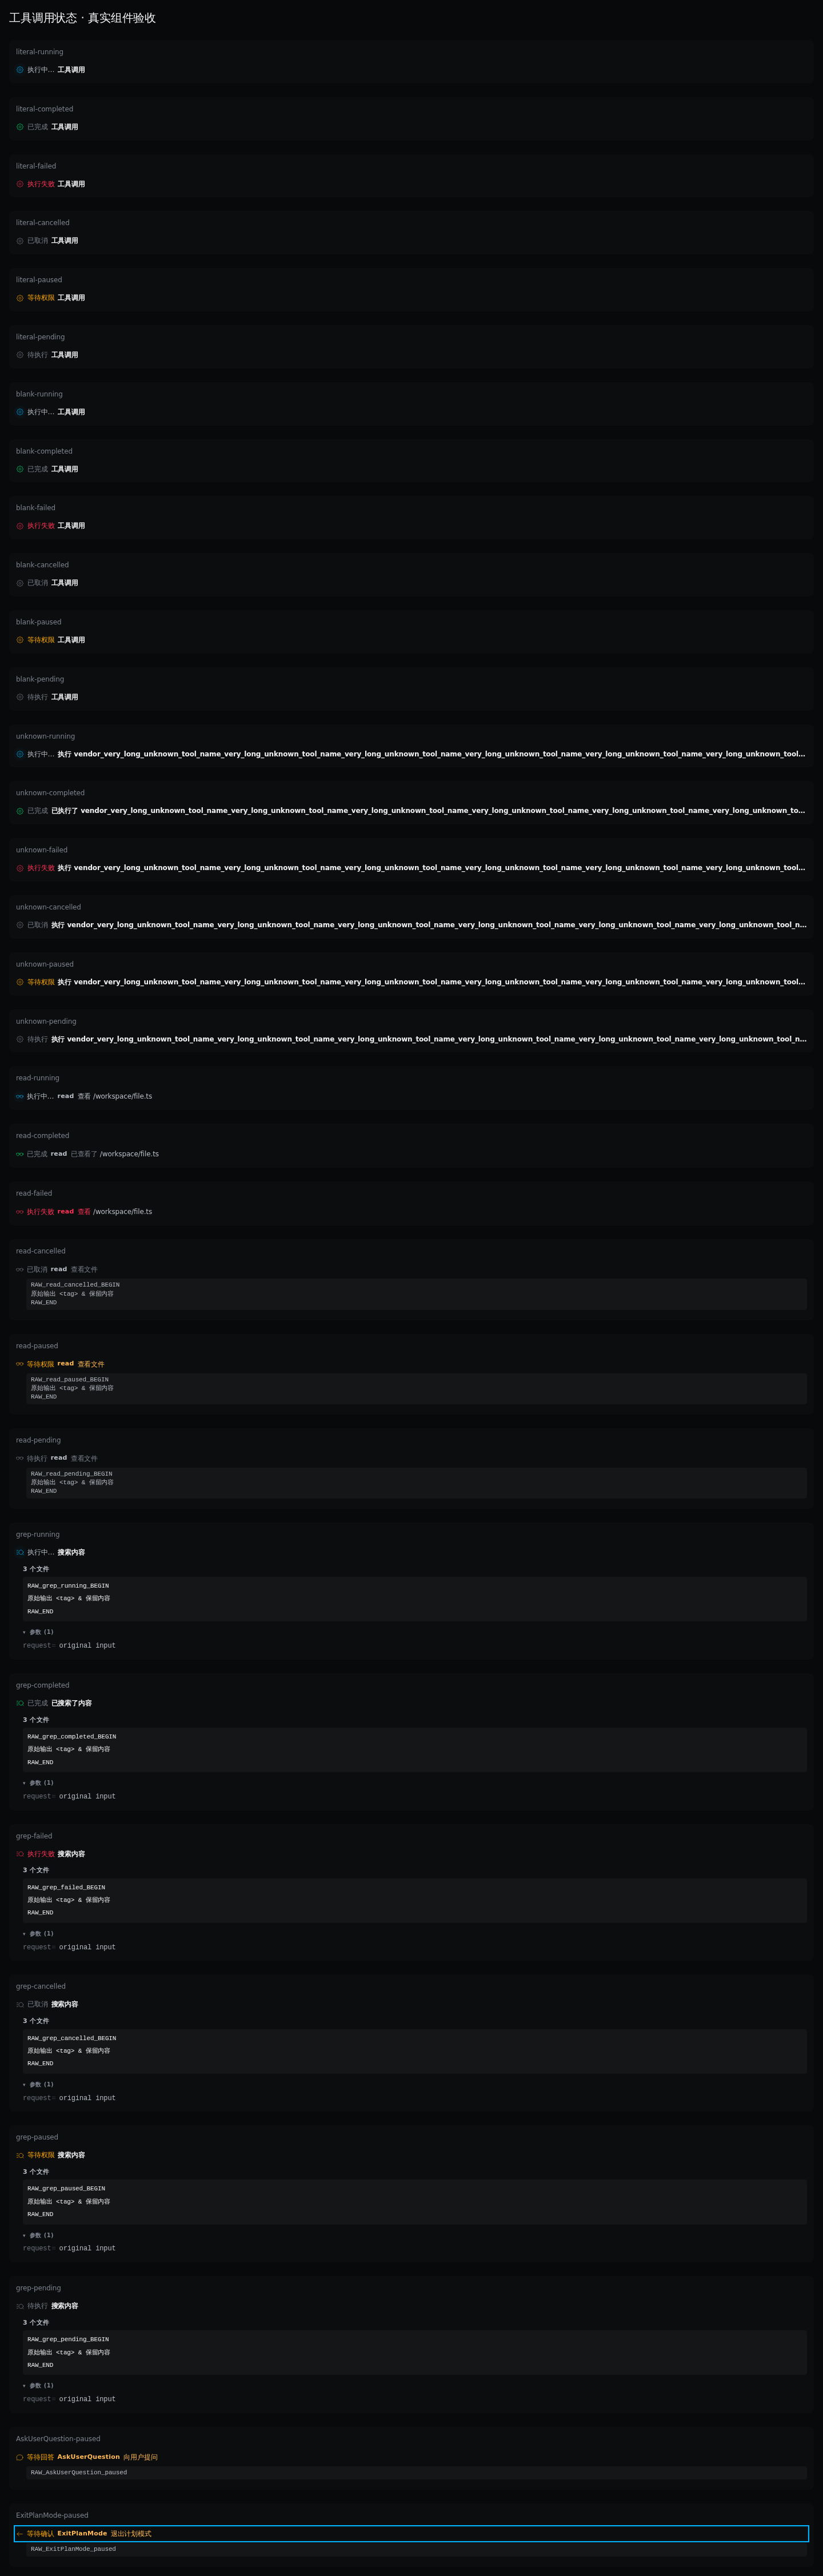 工具调用状态 · 真实组件验收
literal-running
执行中... 工具调用
literal-completed
已完成 工具调用
literal-failed
执行失败 工具调用
literal-cancelled
已取消 工具调用
literal-paused
等待权限 工具调用
literal-pending
待执行 工具调用
blank-running
执行中... 工具调用
blank-completed
已完成 工具调用
blank-failed
执行失败 工具调用
blank-cancelled
已取消 工具调用
blank-paused
等待权限 工具调用
blank-pending
待执行 工具调用
unknown-running
执行中... 执行 vendor_very_long_unknown_tool_name_very_long_unknown_tool_name_very_long_unknown_tool_name_very_long_unknown_tool_name_very_long_unknown_tool_name_very_long_unknown_tool...
unknown-completed
已完成 已执行了 vendor_very_long_unknown_tool_name_very_long_unknown_tool_name_very_long_unknown_tool_name_very_long_unknown_tool_name_very_long_unknown_tool_name_very_long_unknown_to...
unknown-failed
执行失败 执行 vendor_very_long_unknown_tool_name_very_long_unknown_tool_name_very_long_unknown_tool_name_very_long_unknown_tool_name_very_long_unknown_tool_name_very_long_unknown_tool...
unknown-cancelled
已取消 执行 vendor_very_long_unknown_tool_name_very_long_unknown_tool_name_very_long_unknown_tool_name_very_long_unknown_tool_name_very_long_unknown_tool_name_very_long_unknown_tool_n...
unknown-paused
等待权限 执行 vendor_very_long_unknown_tool_name_very_long_unknown_tool_name_very_long_unknown_tool_name_very_long_unknown_tool_name_very_long_unknown_tool_name_very_long_unknown_tool...
unknown-pending
待执行 执行 vendor_very_long_unknown_tool_name_very_long_unknown_tool_name_very_long_unknown_tool_name_very_long_unknown_tool_name_very_long_unknown_tool_name_very_long_unknown_tool_n...
read-running
执行中... read 查看 /workspace/file.ts
read-completed
已完成 read 已查看了 /workspace/file.ts
read-failed
执行失败 read 查看 /workspace/file.ts
read-cancelled
已取消 read 查看文件
RAW_read_cancelled_BEGIN
原始输出 <tag> & 保留内容
RAW_END
read-paused
等待权限 read 查看文件
RAW_read_paused_BEGIN
原始输出 <tag> & 保留内容
RAW_END
read-pending
待执行 read 查看文件
RAW_read_pending_BEGIN
原始输出 <tag> & 保留内容
RAW_END
grep-running
执行中... 搜索内容
3 个文件
RAW_grep_running_BEGIN
原始输出 <tag> & 保留内容
RAW_END
▾ 参数 (1)
request: original input
grep-completed
已完成 已搜索了内容
3 个文件
RAW_grep_completed_BEGIN
原始输出 <tag> & 保留内容
RAW_END
▾ 参数 (1)
request: original input
grep-failed
执行失败 搜索内容
3 个文件
RAW_grep_failed_BEGIN
原始输出 <tag> & 保留内容
RAW_END
▾ 参数 (1)
request: original input
grep-cancelled
已取消 搜索内容
3 个文件
RAW_grep_cancelled_BEGIN
原始输出 <tag> & 保留内容
RAW_END
▾ 参数 (1)
request: original input
grep-paused
等待权限 搜索内容
3 个文件
RAW_grep_paused_BEGIN
原始输出 <tag> & 保留内容
RAW_END
▾ 参数 (1)
request: original input
grep-pending
待执行 搜索内容
3 个文件
RAW_grep_pending_BEGIN
原始输出 <tag> & 保留内容
RAW_END
▾ 参数 (1)
request: original input
AskUserQuestion-paused
等待回答 AskUserQuestion 向用户提问
RAW_AskUserQuestion_paused
ExitPlanMode-paused
等待确认 ExitPlanMode 退出计划模式
RAW_ExitPlanMode_paused